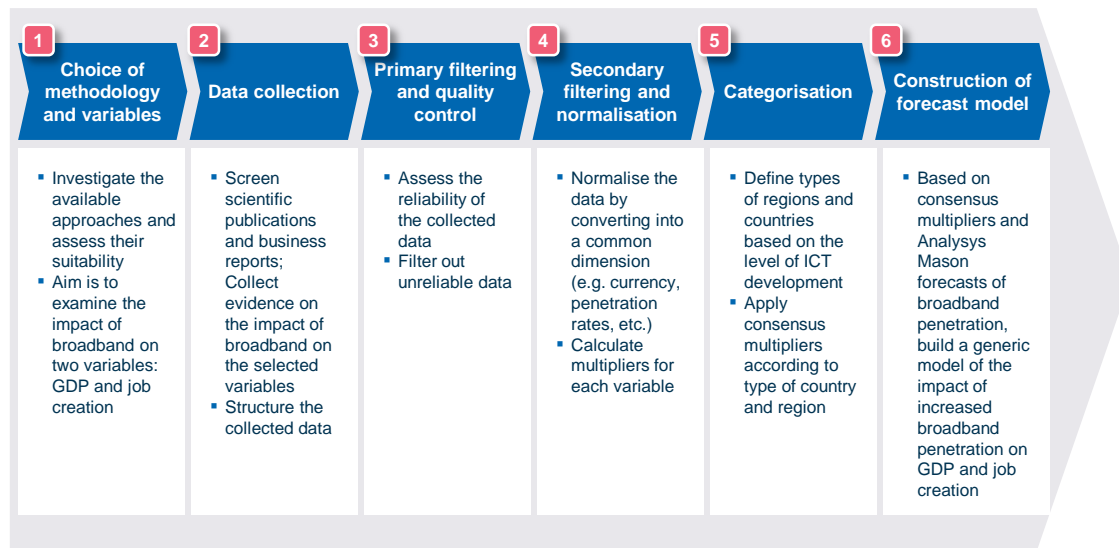 1
Choice of
methodology
and variables
▪ Investigate the
available
approaches and
assess their
suitability
▪ Aim is to
examine the
impact of
broadband on
two variables:
GDP and job
creation
2
Data collection
▪ Screen
scientific
publications
and business
reports;
Collect
evidence on
the impact of
broadband on
the selected
variables
▪ Structure the
collected data
3
Primary filtering
and quality
control
▪ Assess the
reliability of
the collected
data
▪ Filter out
unreliable data
4
Secondary
filtering and
normalisation
▪ Normalise the
data by
converting into
a common
dimension
(e.g. currency,
penetration
rates, etc.)
▪ Calculate
multipliers for
each variable
5
Categorisation
▪ Define types
of regions and
countries
based on the
level of ICT
development
▪ Apply
consensus
multipliers
according to
type of country
and region
6
Construction of
forecast model
▪ Based on
consensus
multipliers and
Analysys
Mason
forecasts of
broadband
penetration,
build a generic
model of the
impact of
increased
broadband
penetration on
GDP and job
creation